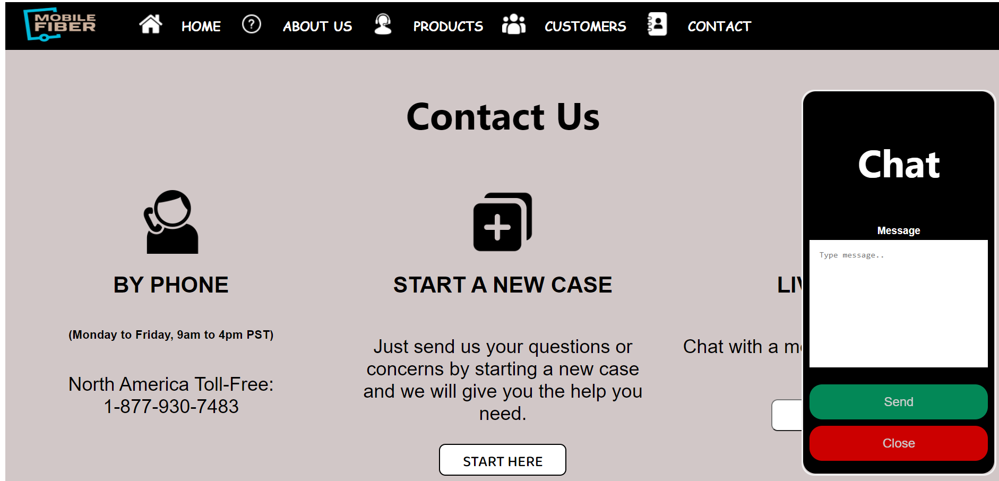 MOBILE
FIBER
HOME
ABOUT US
PRODUCTS
CUSTOMERS
CONTACT
Contact Us
BY PHONE
(Monday to Friday, 9am to 4pm PST)
North America Toll-Free:
1-877-930-7483
START A NEW CASE
Just send us your questions or
concerns by starting a new case
and we will give you the help you
need.
START HERE
Chat with a
Chat
Message
Type message..
Send
Close